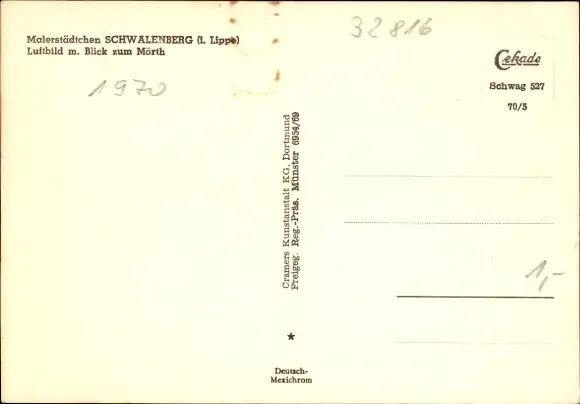 Malerstädtchen SCHWALENBERG (i. Lippe)
Luftbild m. Blick zum Mörth
1970
32816
Cekade
Schwag 527
70/5
Cramers Kunstanstalt KG., Dortmund
Freigeg. Reg.-Präs. Münster 6954/69
1,-
Deutsch-
Mexichrom